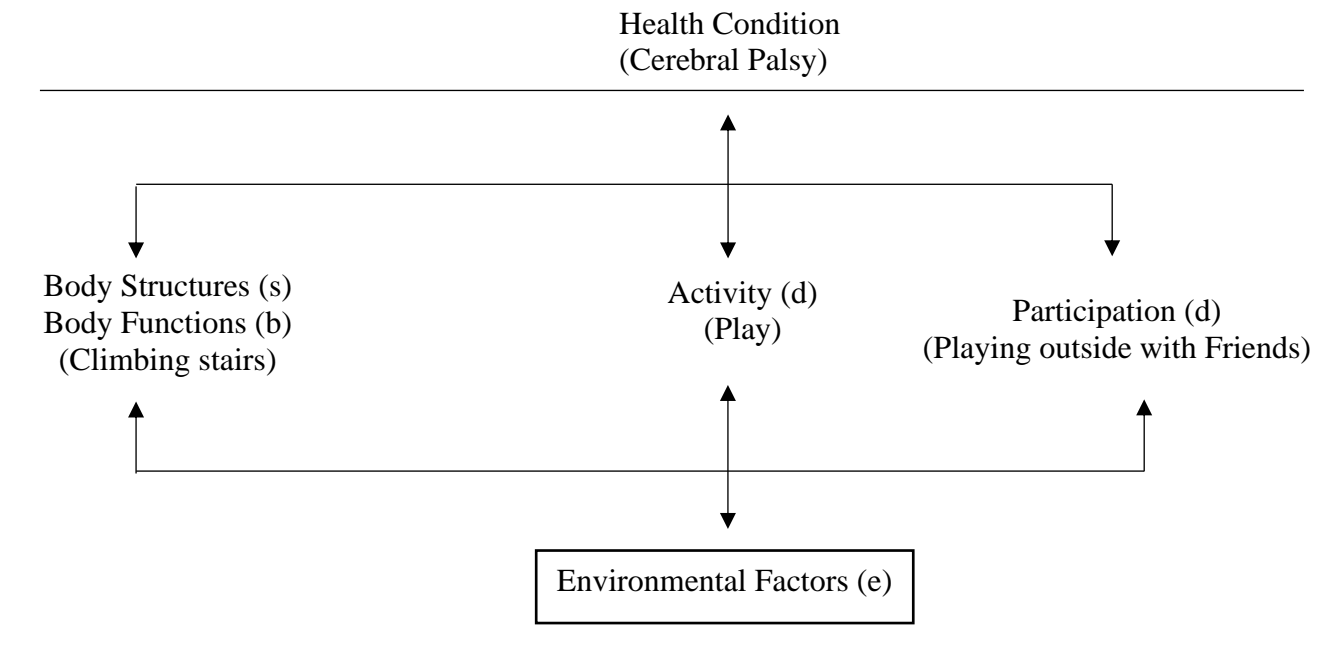 Health Condition
(Cerebral Palsy)
Body Structures (s)
Body Functions (b)
(Climbing stairs)
Activity (d)
(Play)
Participation (d)
(Playing outside with Friends)
Environmental Factors (e)